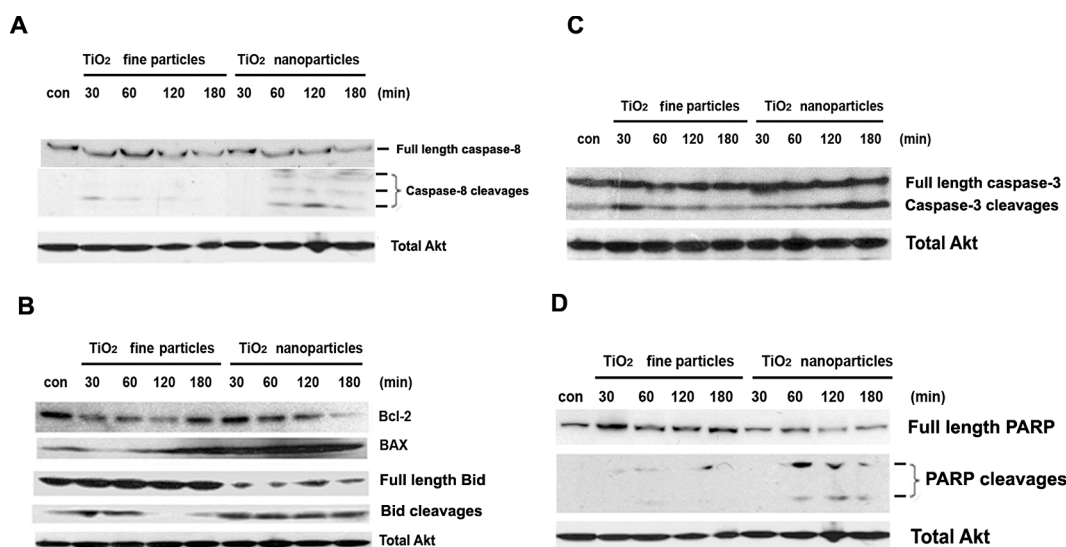 A
TiO2 fine particles TiO2 nanoparticles
con 30 60 120 180 30 60 120 180 (min)
Full length caspase-8
Caspase-8 cleavages
Total Akt
B
TiO2 fine particles TiO2 nanoparticles
con 30 60 120 180 30 60 120 180 (min)
Bcl-2
BAX
Full length Bid
Bid cleavages
Total Akt
C
TiO2 fine particles TiO2 nanoparticles
con 30 60 120 180 30 60 120 180 (min)
Full length caspase-3
Caspase-3 cleavages
Total Akt
D
TiO2 fine particles TiO2 nanoparticles
con 30 60 120 180 30 60 120 180 (min)
Full length PARP
PARP cleavages
Total Akt